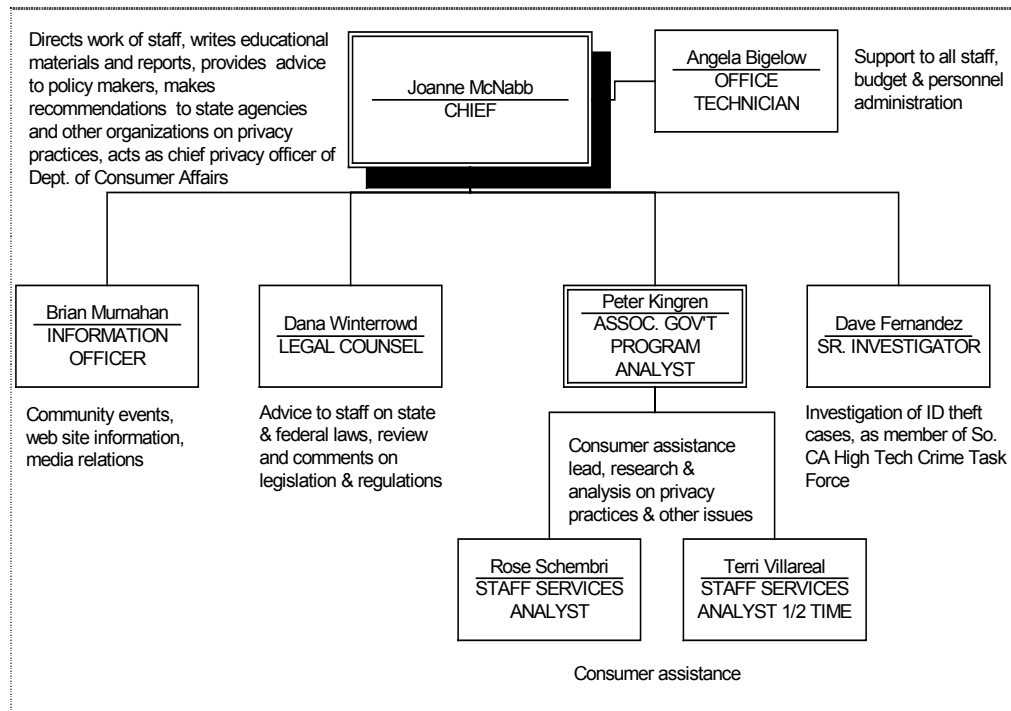 Directs work of staff, writes educational
materials and reports, provides advice
to policy makers, makes
recommendations to state agencies
and other organizations on privacy
practices, acts as chief privacy officer of
Dept. of Consumer Affairs
Joanne McNabb
CHIEF
Angela Bigelow
OFFICE
TECHNICIAN
Support to all staff,
budget & personnel
administration
Brian Murnahan
INFORMATION
OFFICER
Community events,
web site information,
media relations
Dana Winterrowd
LEGAL COUNSEL
Advice to staff on state
& federal laws, review
and comments on
legislation & regulations
Peter Kingren
ASSOC. GOV'T
PROGRAM
ANALYST
Consumer assistance
lead, research &
analysis on privacy
practices & other issues
Dave Fernandez
SR. INVESTIGATOR
Investigation of ID theft
cases, as member of So.
CA High Tech Crime Task
Force
Rose Schembri
STAFF SERVICES
ANALYST
Terri Villareal
STAFF SERVICES
ANALYST 1/2 TIME
Consumer assistance